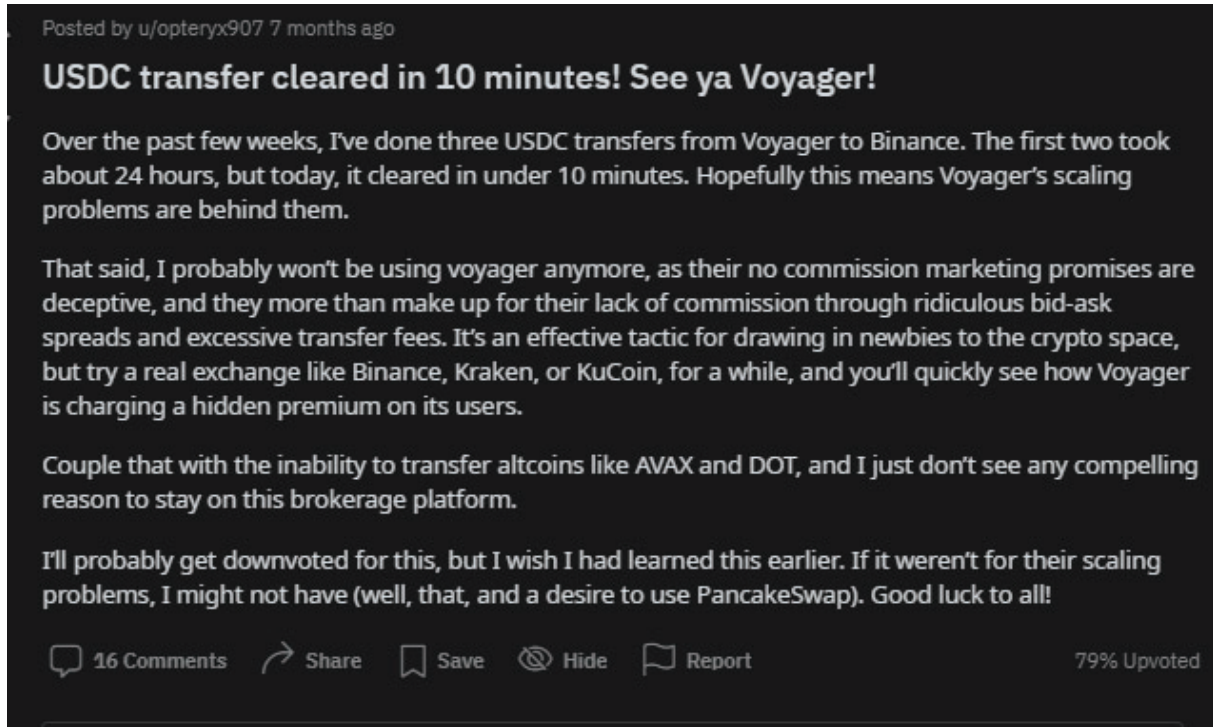 Posted by u/opteryx907 7 months ago
USDC transfer cleared in 10 minutes! See ya Voyager!
Over the past few weeks, I've done three USDC transfers from Voyager to Binance. The first two took
about 24 hours, but today, it cleared in under 10 minutes. Hopefully this means Voyager's scaling
problems are behind them.
That said, I probably won't be using voyager anymore, as their no commission marketing promises are
deceptive, and they more than make up for their lack of commission through ridiculous bid-ask
spreads and excessive transfer fees. It's an effective tactic for drawing in newbies to the crypto space,
but try a real exchange like Binance, Kraken, or KuCoin, for a while, and you'll quickly see how Voyager
is charging a hidden premium on its users.
Couple that with the inability to transfer altcoins like AVAX and DOT, and I just don't see any compelling
reason to stay on this brokerage platform.
I'll probably get downvoted for this, but I wish I had learned this earlier. If it weren't for their scaling
problems, I might not have (well, that, and a desire to use PancakeSwap). Good luck to all!
16 Comments Share Save Hide Report 79% Upvoted